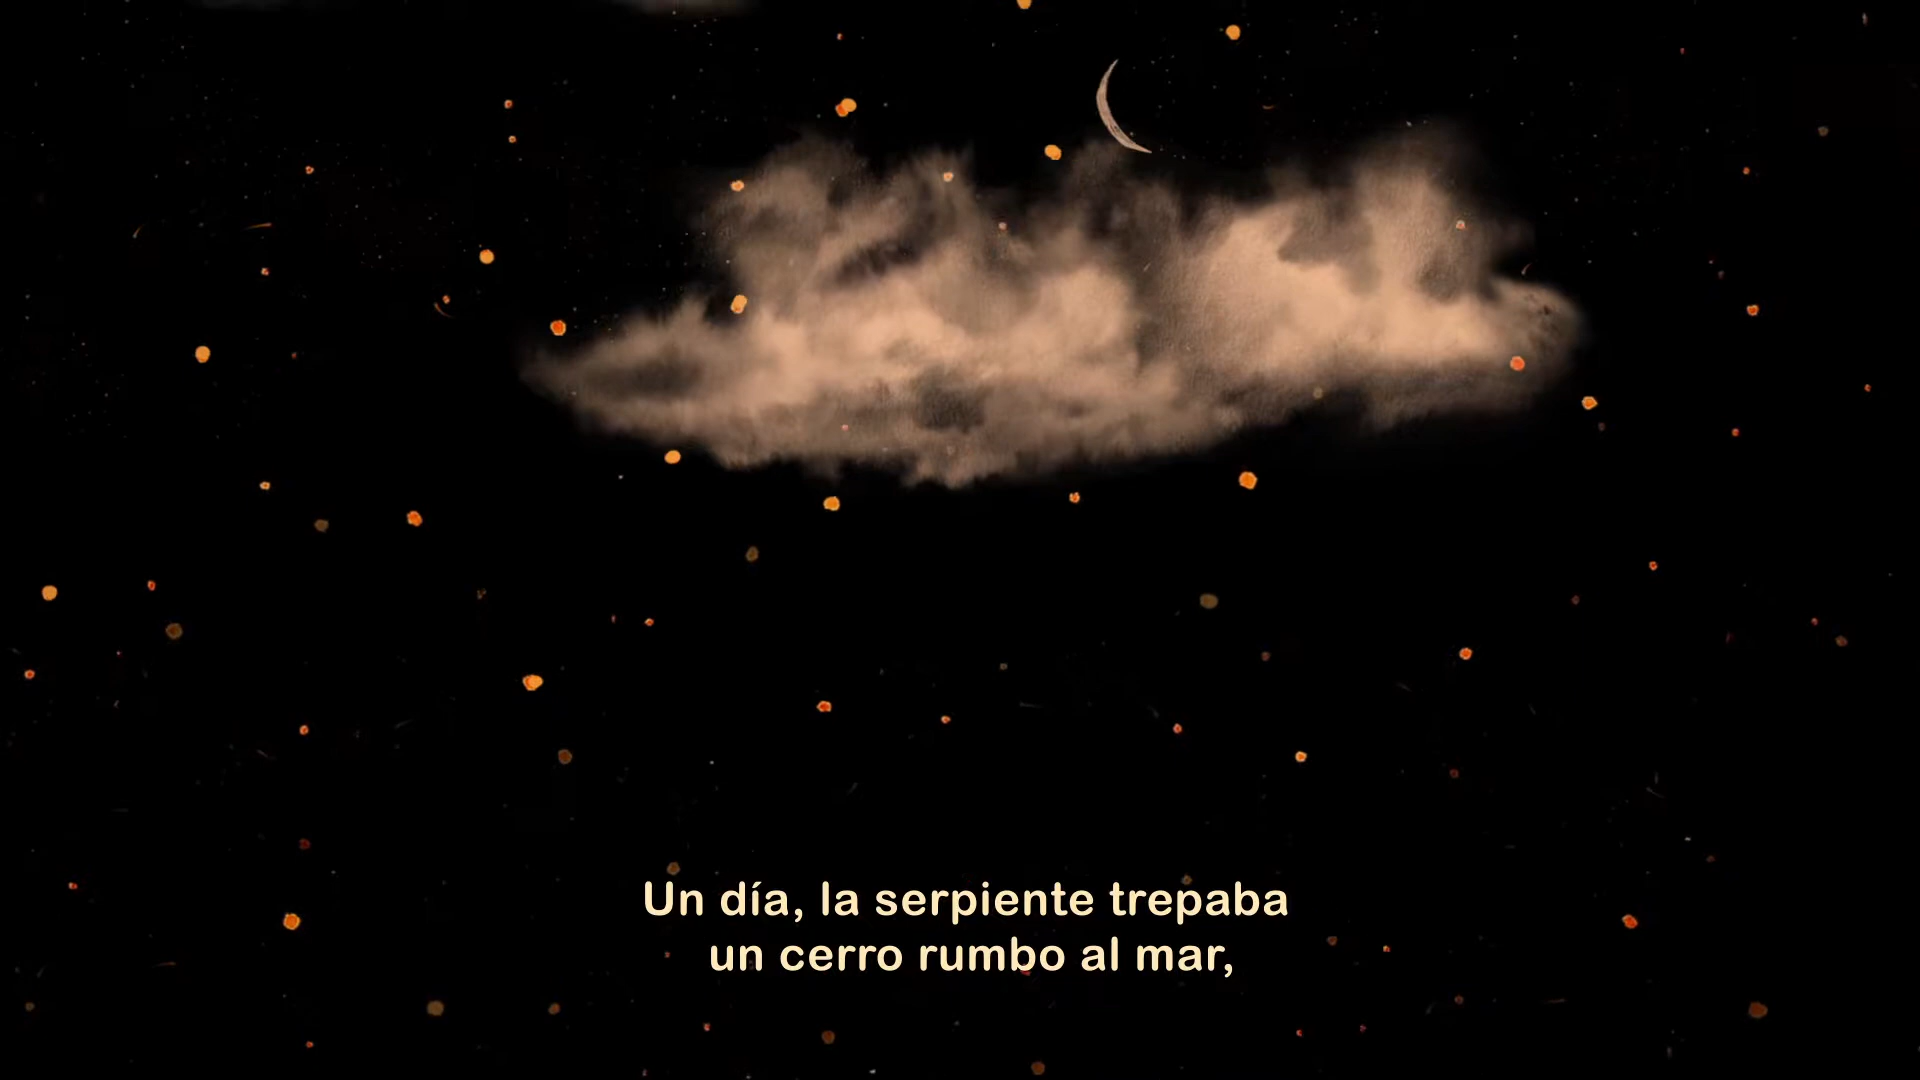 Un día, la serpiente trepaba
un cerro rumbo al mar,